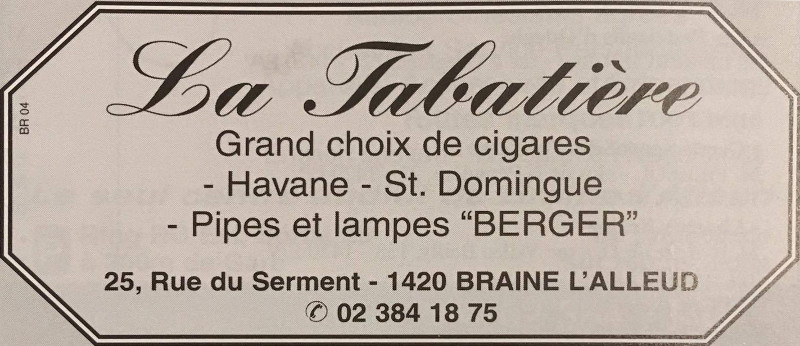 La Tabatière
Grand choix de cigares
- Havane - St. Domingue
- Pipes et lampes “BERGER”
25, Rue du Serment - 1420 BRAINE L'ALLEUD
✆ 02 384 18 75
BR 04